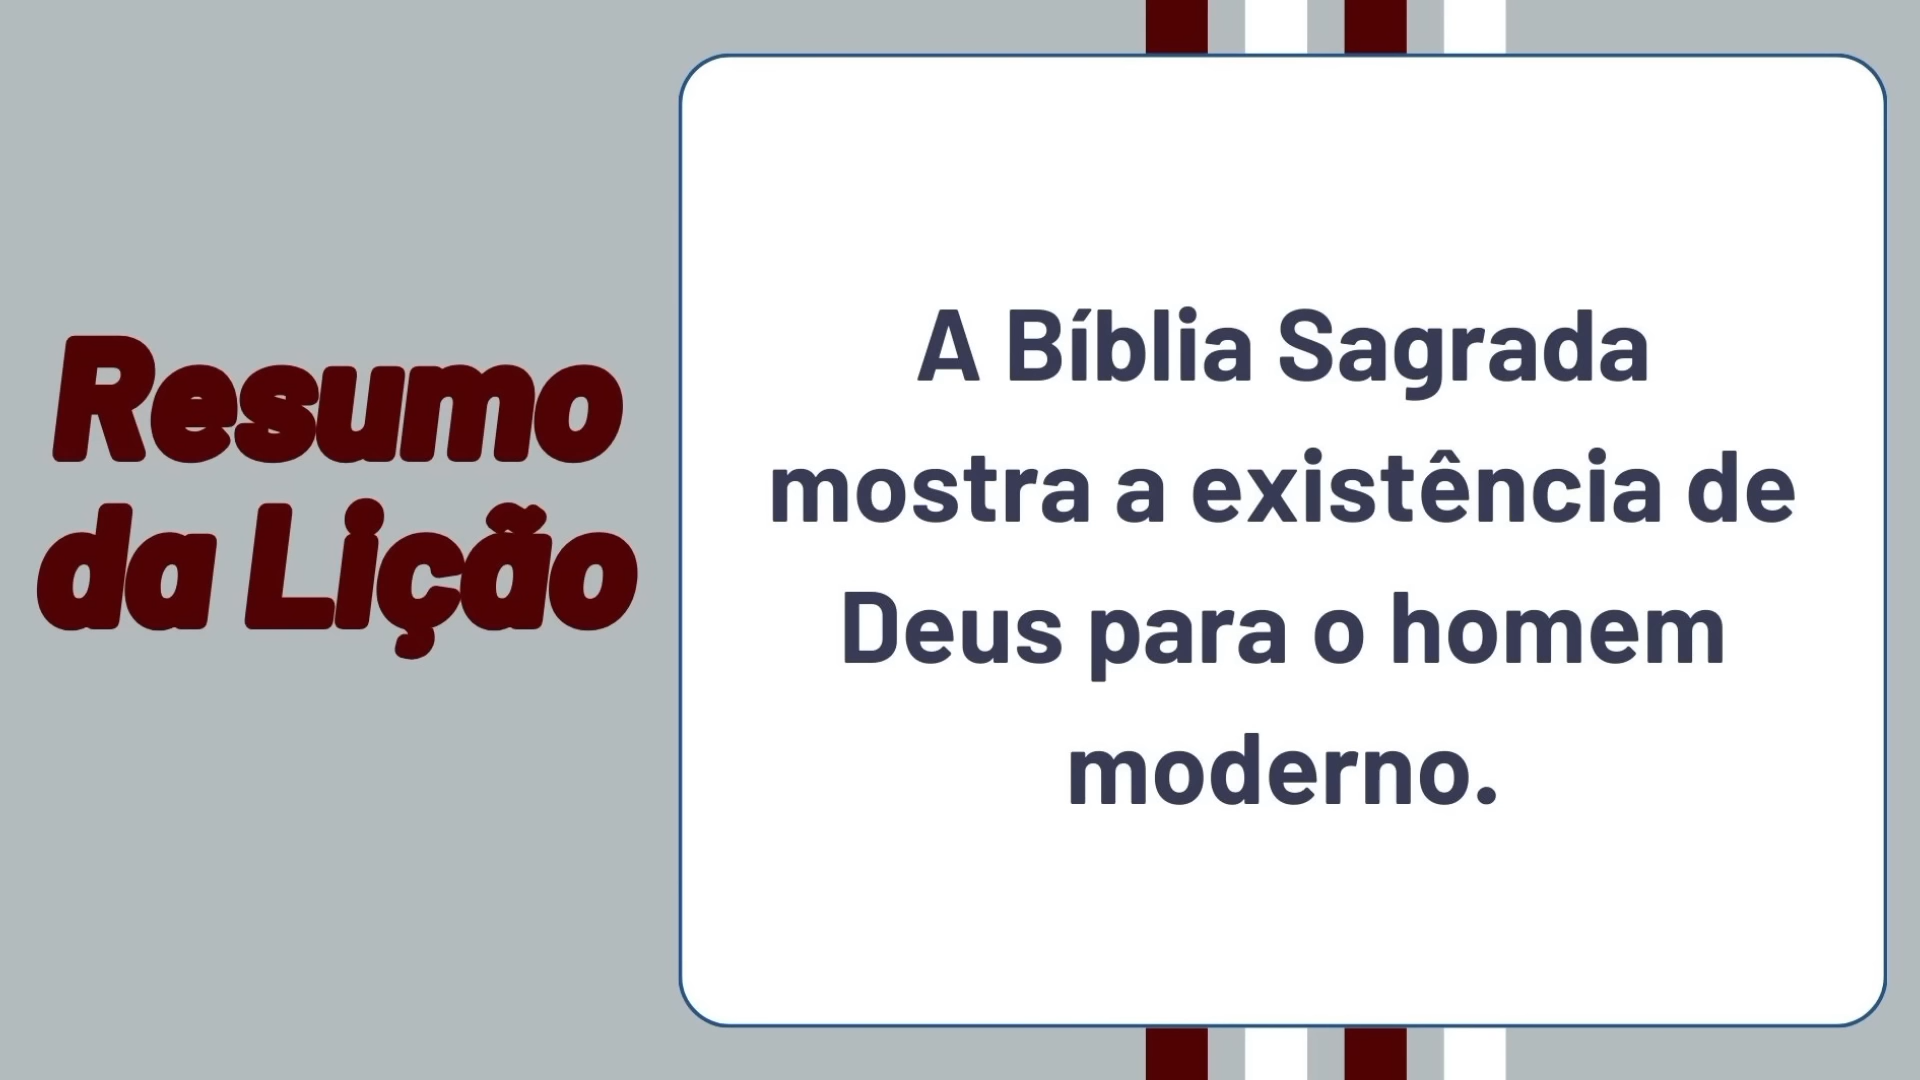 Resumo
da Lição
A Bíblia Sagrada
mostra a existência de
Deus para o homem
moderno.